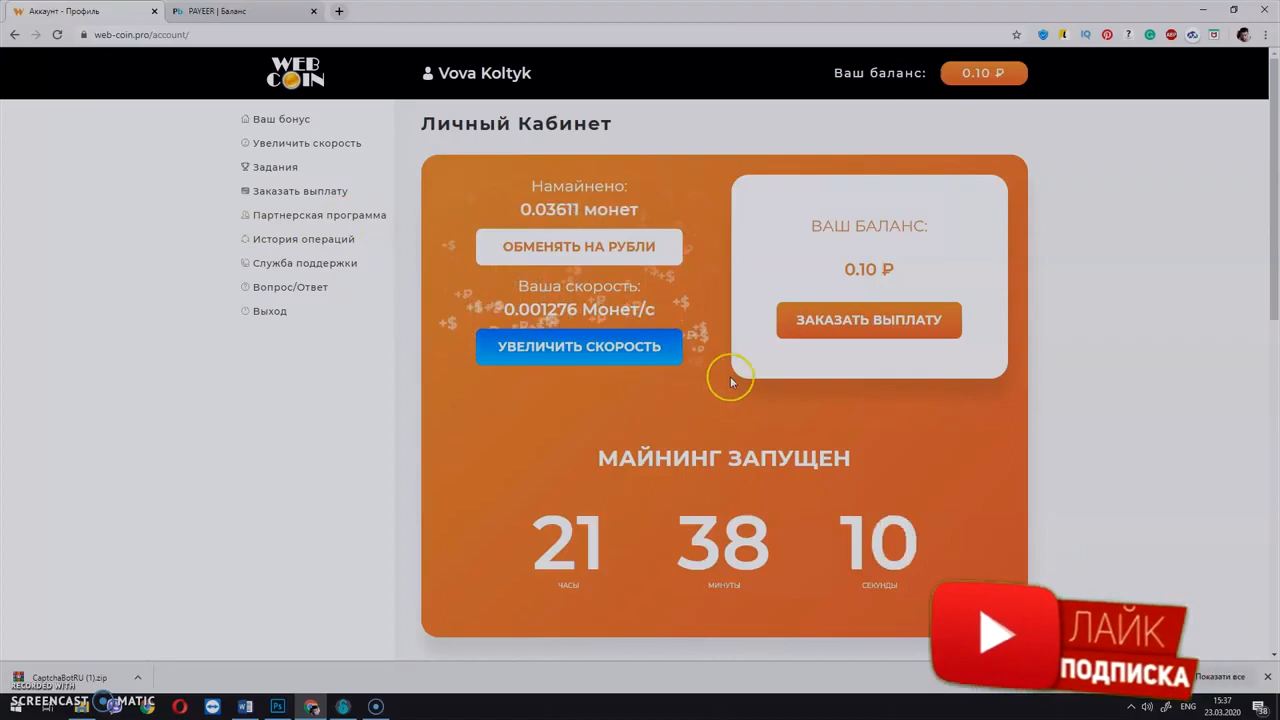 Аккаунт - Профиль
PAYEER | Баланс
web-coin.pro/account/
WEB COIN
Vova Koltyk
Ваш баланс: 0.10 ₽
Ваш бонус
Увеличить скорость
Задания
Заказать выплату
Партнерская программа
История операций
Служба поддержки
Вопрос/Ответ
Выход
Личный Кабинет
Намайнено:
0.03611 монет
ОБМЕНЯТЬ НА РУБЛИ
Ваша скорость:
0.001276 Монет/с
УВЕЛИЧИТЬ СКОРОСТЬ
ВАШ БАЛАНС:
0.10 ₽
ЗАКАЗАТЬ ВЫПЛАТУ
МАЙНИНГ ЗАПУЩЕН
21 38 10
ЧАСЫ МИНУТЫ СЕКУНДЫ
ЛАЙК
ПОДПИСКА
CaptchaBotRU (1).zip
Показати все
RECORDED WITH
SCREENCAST MATIC
ENG
15:37
23.03.2020
38